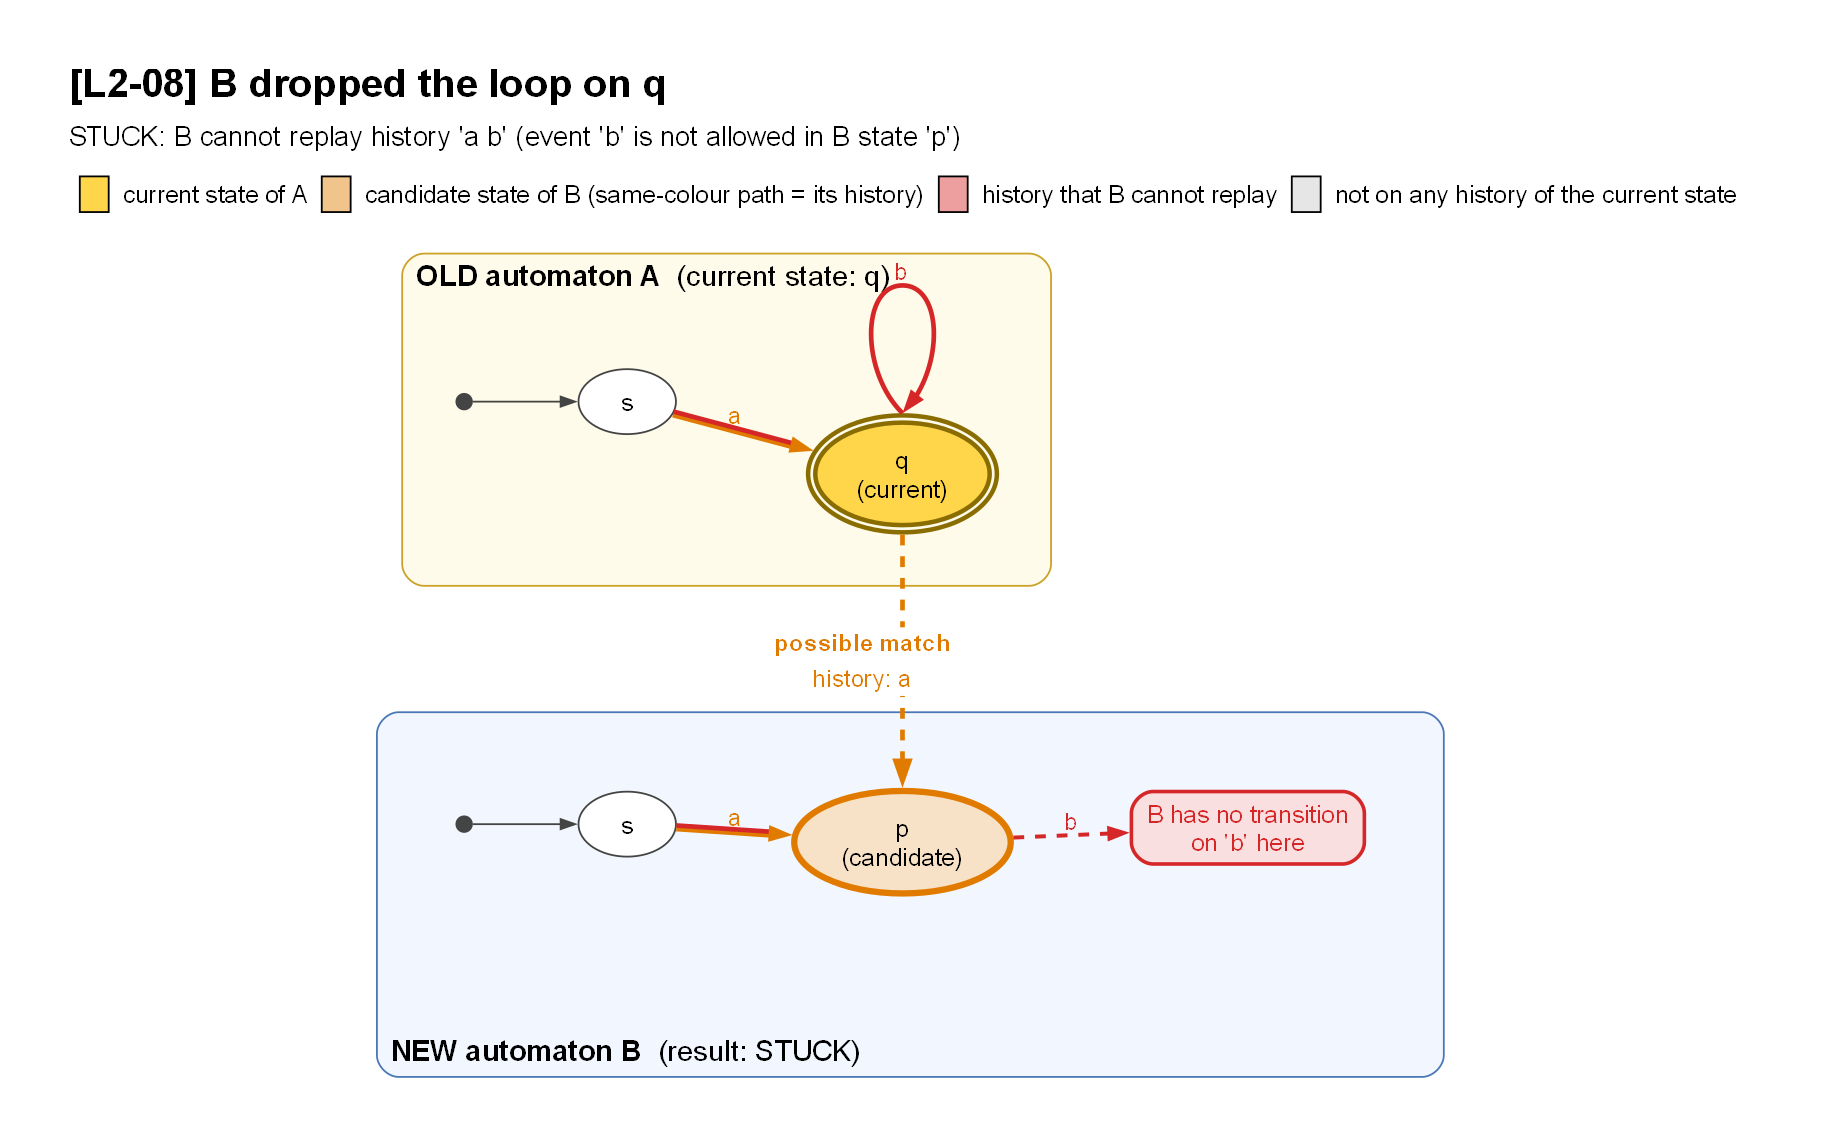 [L2-08] B dropped the loop on q
STUCK: B cannot replay history 'a b' (event 'b' is not allowed in B state 'p')
current state of A
candidate state of B (same-colour path = its history)
history that B cannot replay
not on any history of the current state
OLD automaton A (current state: q)
b
s
a
q
(current)
possible match
history: a
s
a
p
(candidate)
b
B has no transition
on 'b' here
NEW automaton B (result: STUCK)